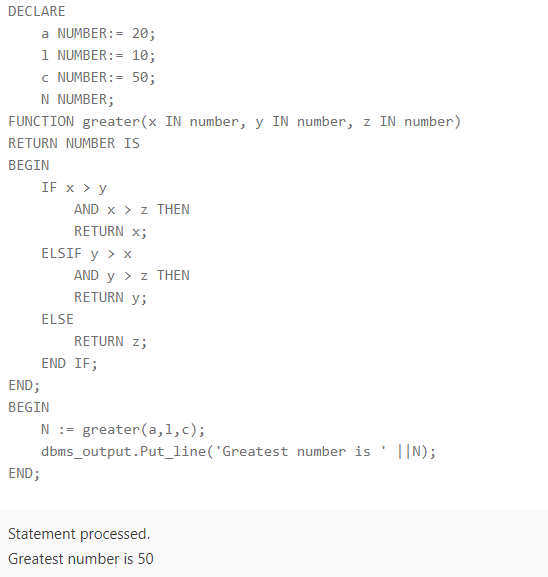 DECLARE
    a NUMBER:= 20;
    l NUMBER:= 10;
    c NUMBER:= 50;
    N NUMBER;
FUNCTION greater(x IN number, y IN number, z IN number)
RETURN NUMBER IS
BEGIN
    IF x > y
        AND x > z THEN
        RETURN x;
    ELSIF y > x
        AND y > z THEN
        RETURN y;
    ELSE
        RETURN z;
    END IF;
END;
BEGIN
    N := greater(a,l,c);
    dbms_output.Put_line('Greatest number is ' ||N);
END;
Statement processed.
Greatest number is 50